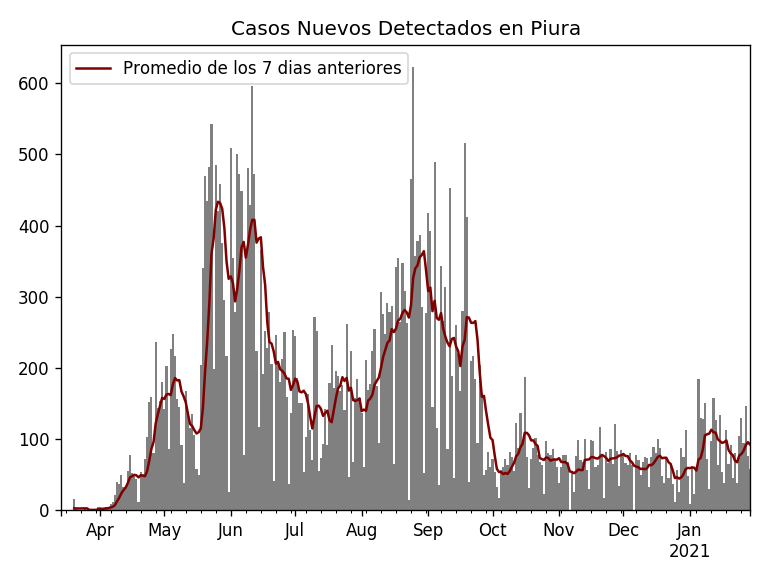 Casos Nuevos Detectados en Piura
Promedio de los 7 dias anteriores
600
500
400
300
200
100
0
Apr May Jun Jul Aug Sep Oct Nov Dec Jan
2021